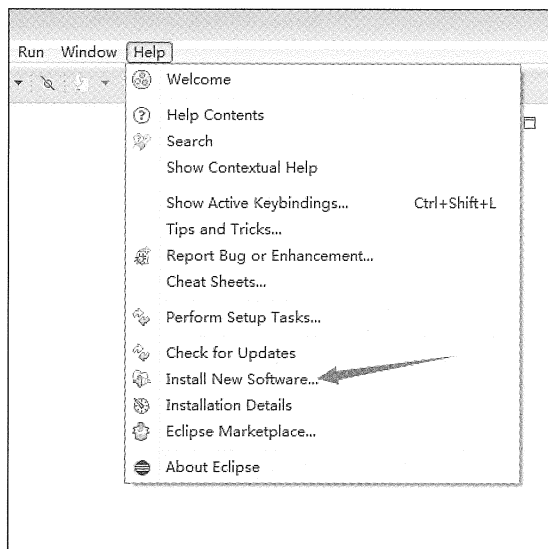 Run Window Help
Welcome
Help Contents
Search
Show Contextual Help
Show Active Keybindings... Ctrl+Shift+L
Tips and Tricks...
Report Bug or Enhancement...
Cheat Sheets...
Perform Setup Tasks...
Check for Updates
Install New Software...
Installation Details
Eclipse Marketplace...
About Eclipse